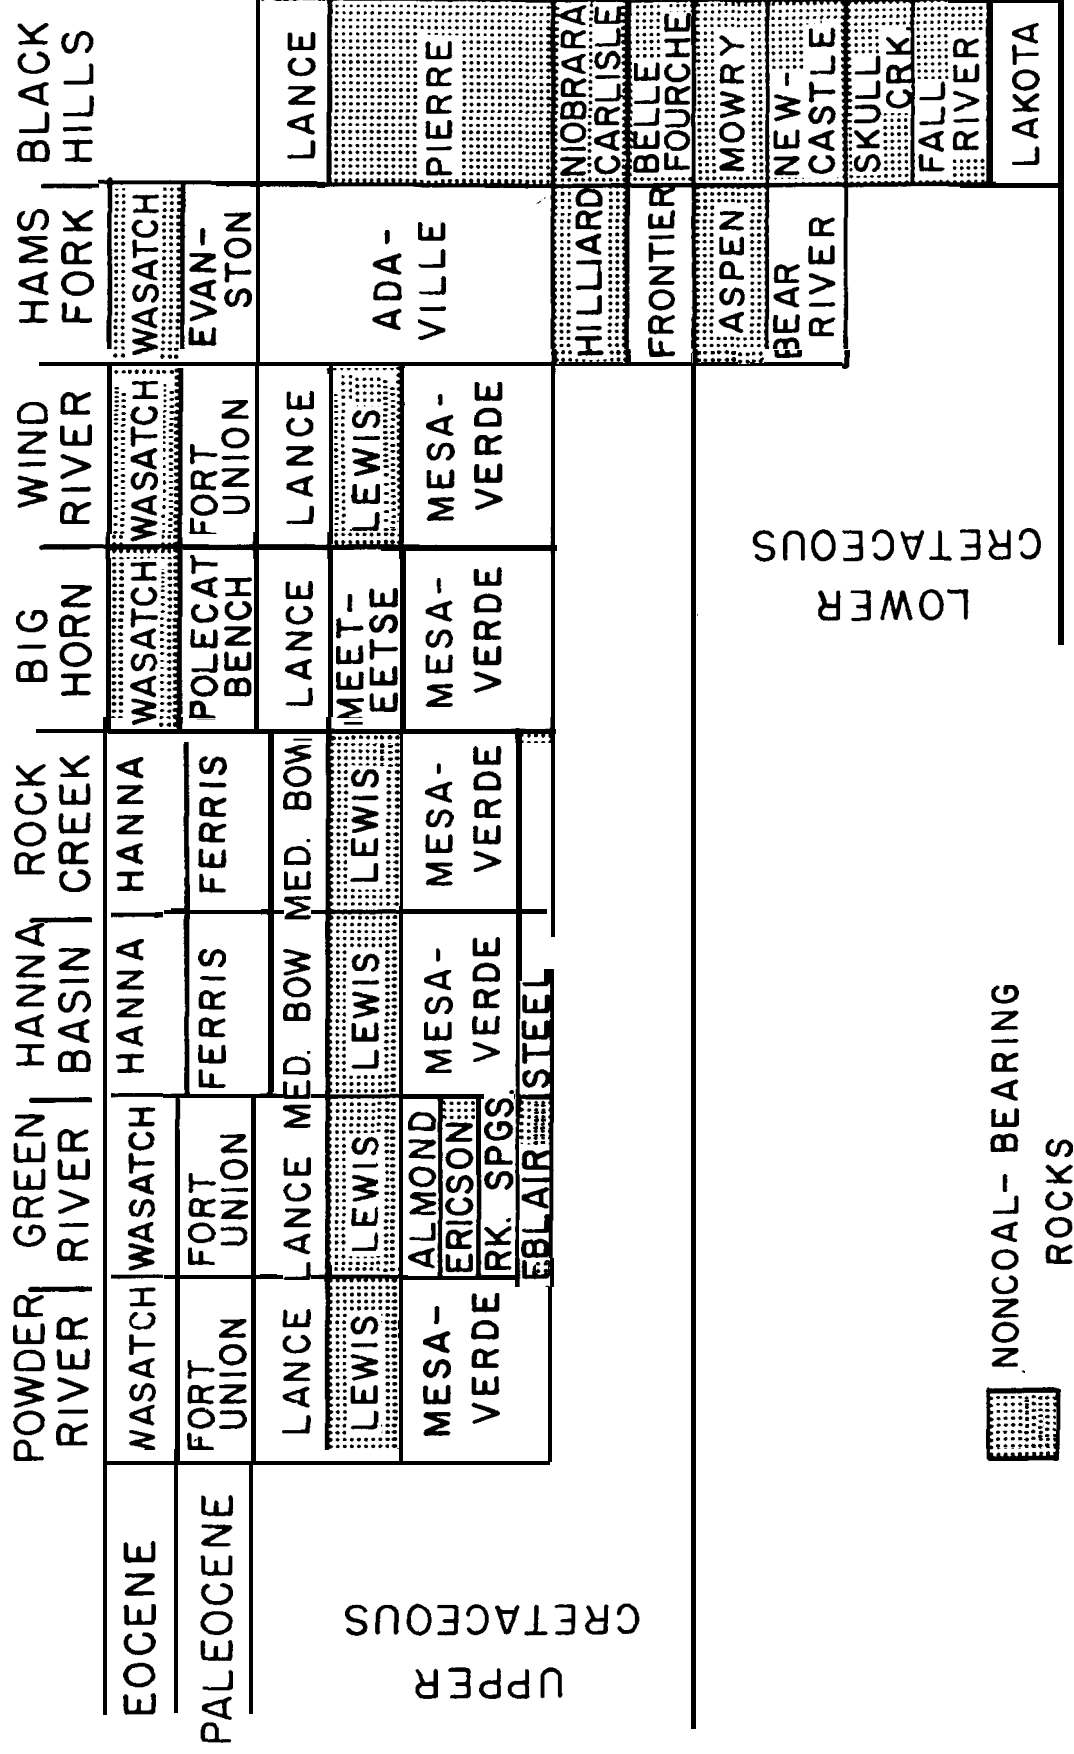 POWDER
RIVER
GREEN
RIVER
HANNA
BASIN
ROCK
CREEK
BIG
HORN
WIND
RIVER
HAMS
FORK
BLACK
HILLS
EOCENE
WASATCH
WASATCH
HANNA
HANNA
WASATCH
WASATCH
WASATCH
PALEOCENE
FORT
UNION
FORT
UNION
FERRIS
FERRIS
POLECAT
BENCH
FORT
UNION
EVAN-
STON
UPPER
CRETACEOUS
LANCE
LANCE
MED. BOW
MED. BOW
LANCE
LANCE
LANCE
LEWIS
LEWIS
LEWIS
LEWIS
MEET-
EETSE
LEWIS
ADA-
VILLE
PIERRE
MESA-
VERDE
ALMOND
ERICSON
RK. SPGS.
BLAIR
MESA-
VERDE
STEEL
MESA-
VERDE
MESA-
VERDE
MESA-
VERDE
HILLIARD
NIOBRARA
CARLISLE
FRONTIER
BELLE
FOURCHE
LOWER
CRETACEOUS
ASPEN
MOWRY
BEAR
RIVER
NEW-
CASTLE
SKULL
CRK.
FALL
RIVER
LAKOTA
NONCOAL-BEARING
ROCKS